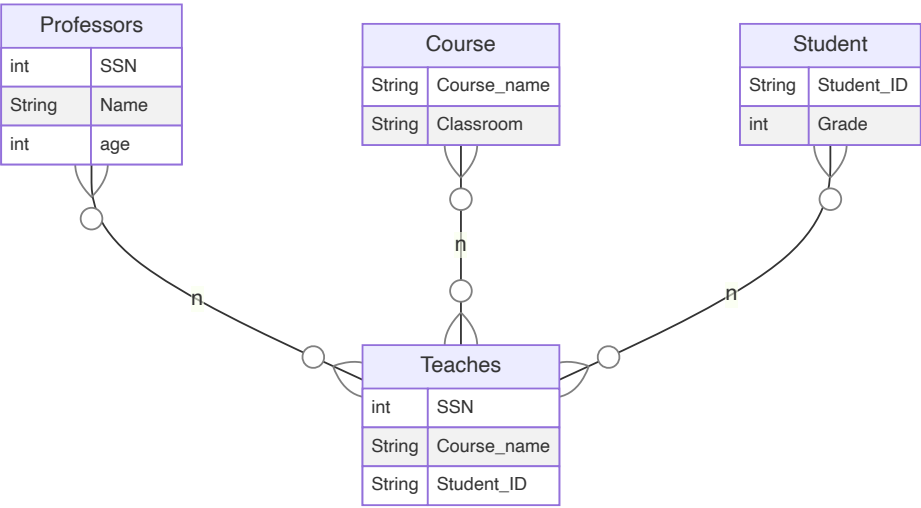 Professors
int SSN
String Name
int age
Course
String Course_name
String Classroom
Student
String Student_ID
int Grade
n
n
n
Teaches
int SSN
String Course_name
String Student_ID